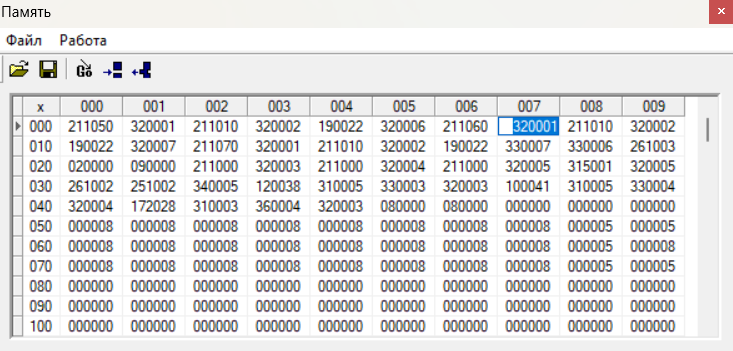 Память
Файл Работа
Go
x 000 001 002 003 004 005 006 007 008 009
000 211050 320001 211010 320002 190022 320006 211060 320001 211010 320002
010 190022 320007 211070 320001 211010 320002 190022 330007 330006 261003
020 020000 090000 211000 320003 211000 320004 211000 320005 315001 320005
030 261002 251002 340005 120038 310005 330003 320003 100041 310005 330004
040 320004 172028 310003 360004 320003 080000 080000 000000 000000 000000
050 000008 000008 000008 000008 000008 000008 000008 000008 000005 000005
060 000008 000008 000008 000008 000008 000008 000008 000008 000005 000008
070 000008 000008 000008 000008 000008 000008 000008 000008 000005 000005
080 000000 000000 000000 000000 000000 000000 000000 000000 000000 000000
090 000000 000000 000000 000000 000000 000000 000000 000000 000000 000000
100 000000 000000 000000 000000 000000 000000 000000 000000 000000 000000